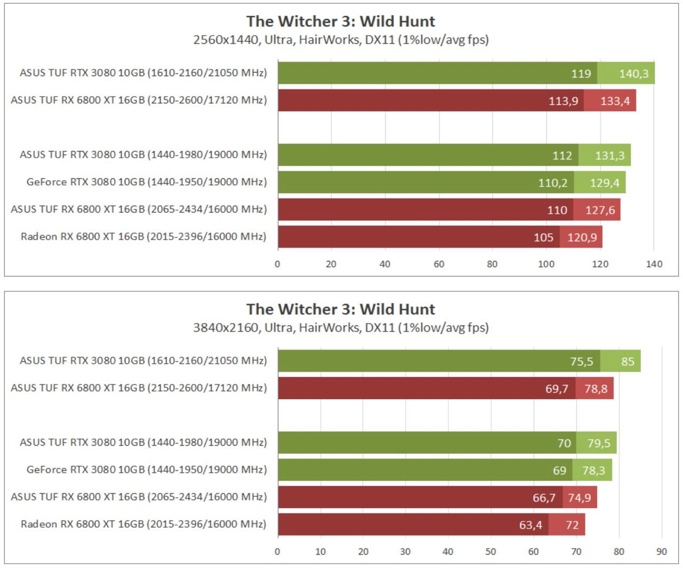 The Witcher 3: Wild Hunt
2560x1440, Ultra, HairWorks, DX11 (1%low/avg fps)
ASUS TUF RTX 3080 10GB (1610-2160/21050 MHz) 119 140,3
ASUS TUF RX 6800 XT 16GB (2150-2600/17120 MHz) 113,9 133,4
ASUS TUF RTX 3080 10GB (1440-1980/19000 MHz) 112 131,3
GeForce RTX 3080 10GB (1440-1950/19000 MHz) 110,2 129,4
ASUS TUF RX 6800 XT 16GB (2065-2434/16000 MHz) 110 127,6
Radeon RX 6800 XT 16GB (2015-2396/16000 MHz) 105 120,9
0 20 40 60 80 100 120 140
The Witcher 3: Wild Hunt
3840x2160, Ultra, HairWorks, DX11 (1%low/avg fps)
ASUS TUF RTX 3080 10GB (1610-2160/21050 MHz) 75,5 85
ASUS TUF RX 6800 XT 16GB (2150-2600/17120 MHz) 69,7 78,8
ASUS TUF RTX 3080 10GB (1440-1980/19000 MHz) 70 79,5
GeForce RTX 3080 10GB (1440-1950/19000 MHz) 69 78,3
ASUS TUF RX 6800 XT 16GB (2065-2434/16000 MHz) 66,7 74,9
Radeon RX 6800 XT 16GB (2015-2396/16000 MHz) 63,4 72
0 10 20 30 40 50 60 70 80 90